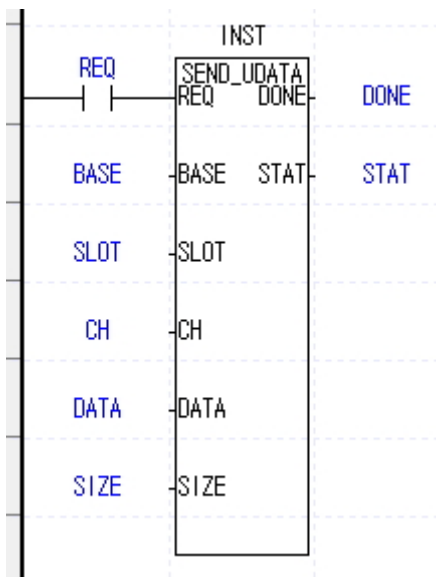 INST
REQ SEND_UDATA
REQ DONE DONE
BASE BASE STAT STAT
SLOT SLOT
CH CH
DATA DATA
SIZE SIZE